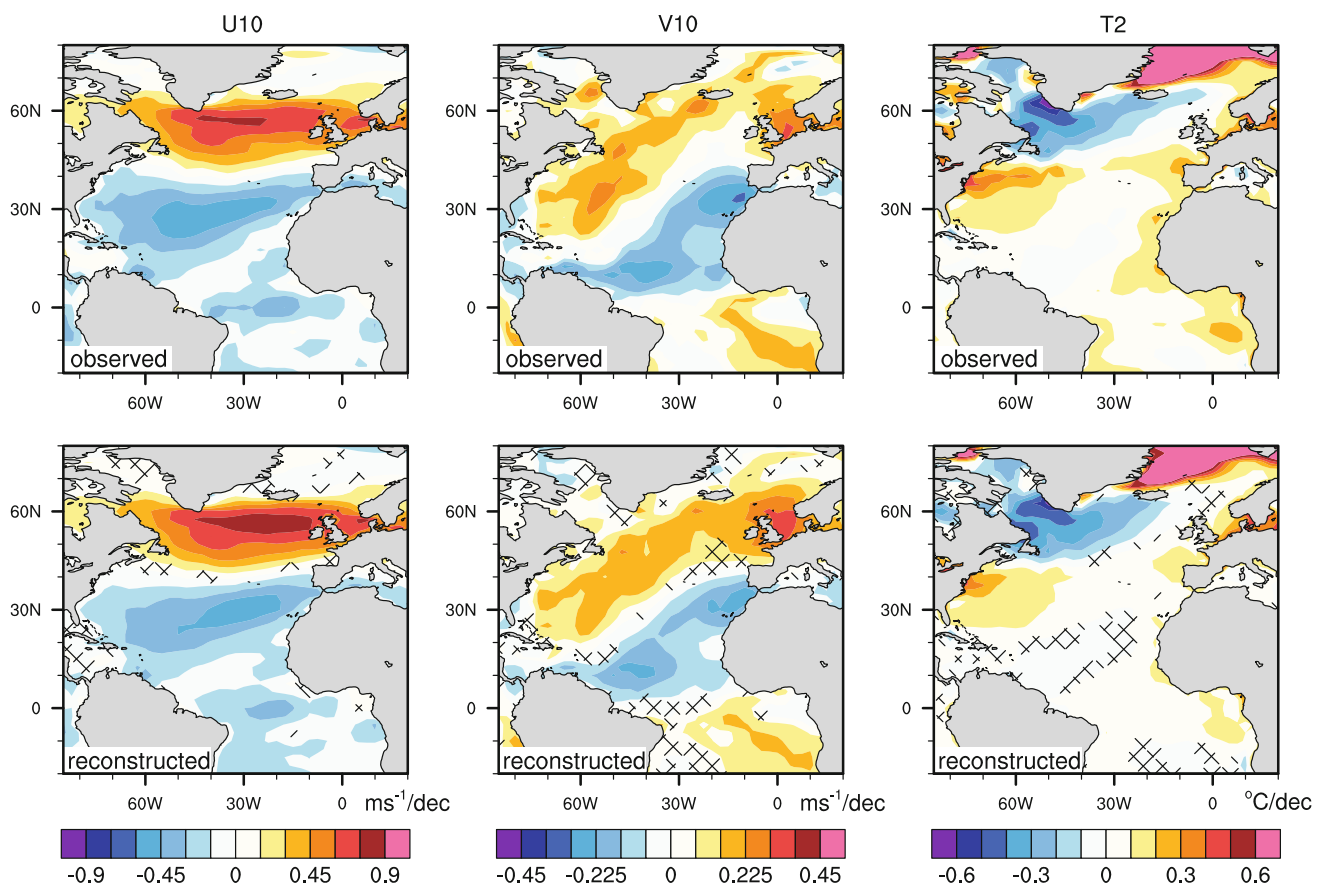 U10 V10 T2
60N 60N 60N
30N 30N 30N
0 0 0
observed observed observed
60W 30W 0 60W 30W 0 60W 30W 0
60N 60N 60N
30N 30N 30N
0 0 0
reconstructed reconstructed reconstructed
60W 30W 0 ms⁻¹/dec 60W 30W 0 ms⁻¹/dec 60W 30W 0 °C/dec
-0.9 -0.45 0 0.45 0.9 -0.45 -0.225 0 0.225 0.45 -0.6 -0.3 0 0.3 0.6